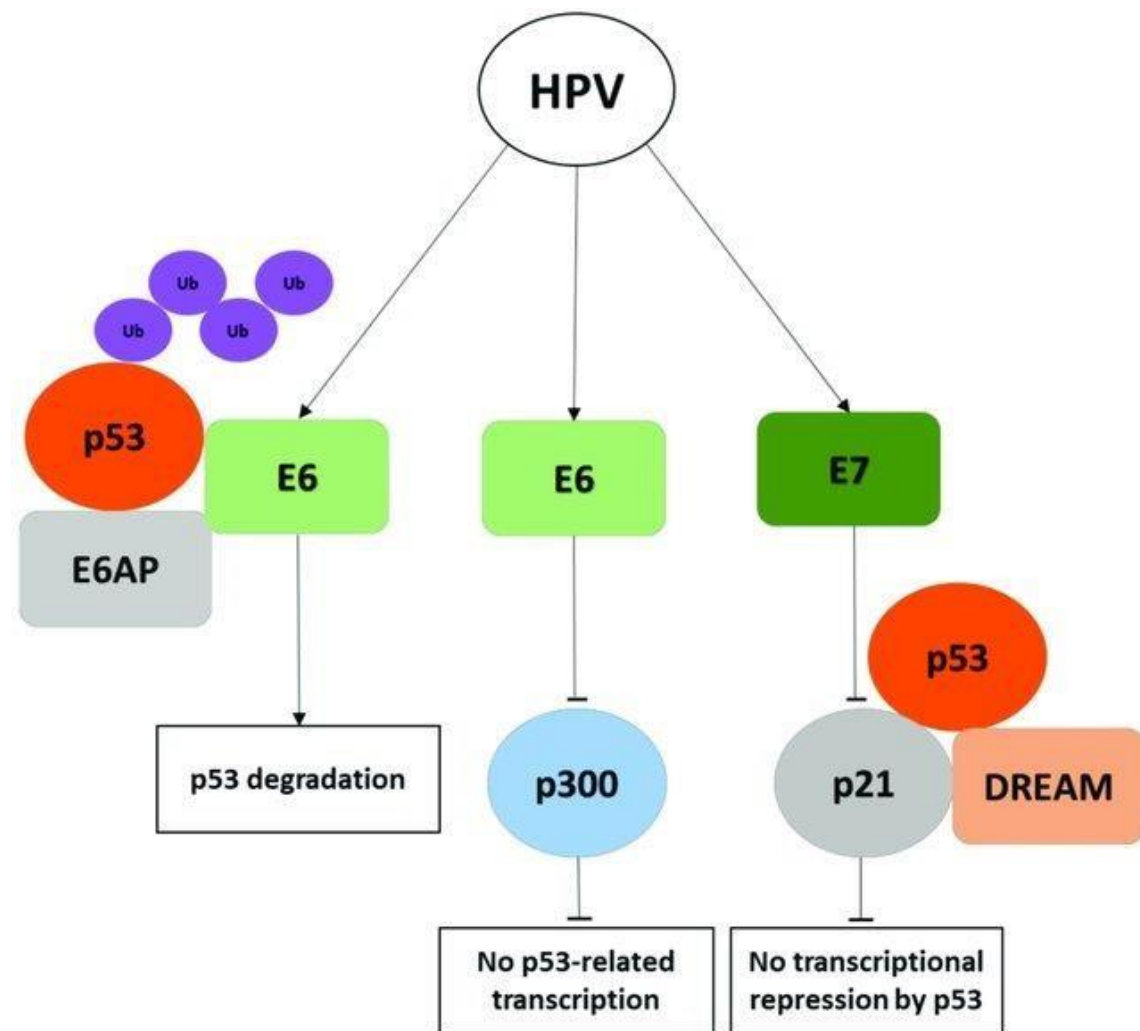 HPV
Ub
Ub
Ub
Ub
p53
E6
E6AP
p53 degradation
E6
p300
No p53-related
transcription
E7
p53
p21
DREAM
No transcriptional
repression by p53